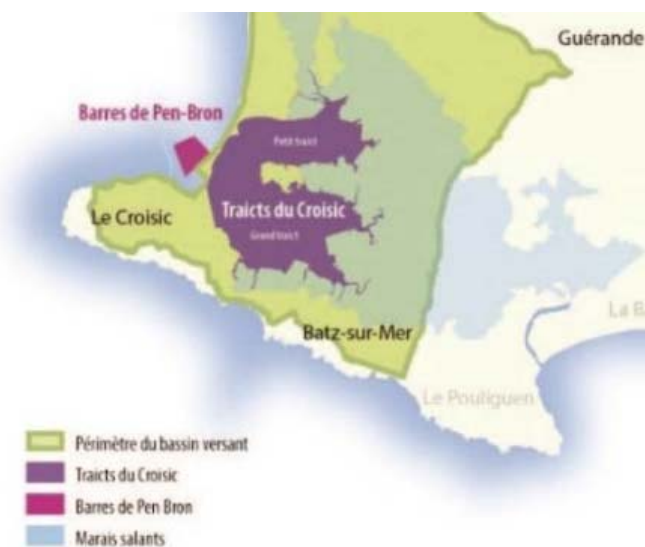 Guérande
Barres de Pen-Bron
Petit traict
Traicts du Croisic
Le Croisic
Grand traict
Batz-sur-Mer
La B
Le Pouliguen
Périmètre du bassin versant
Traicts du Croisic
Barres de Pen Bron
Marais salants